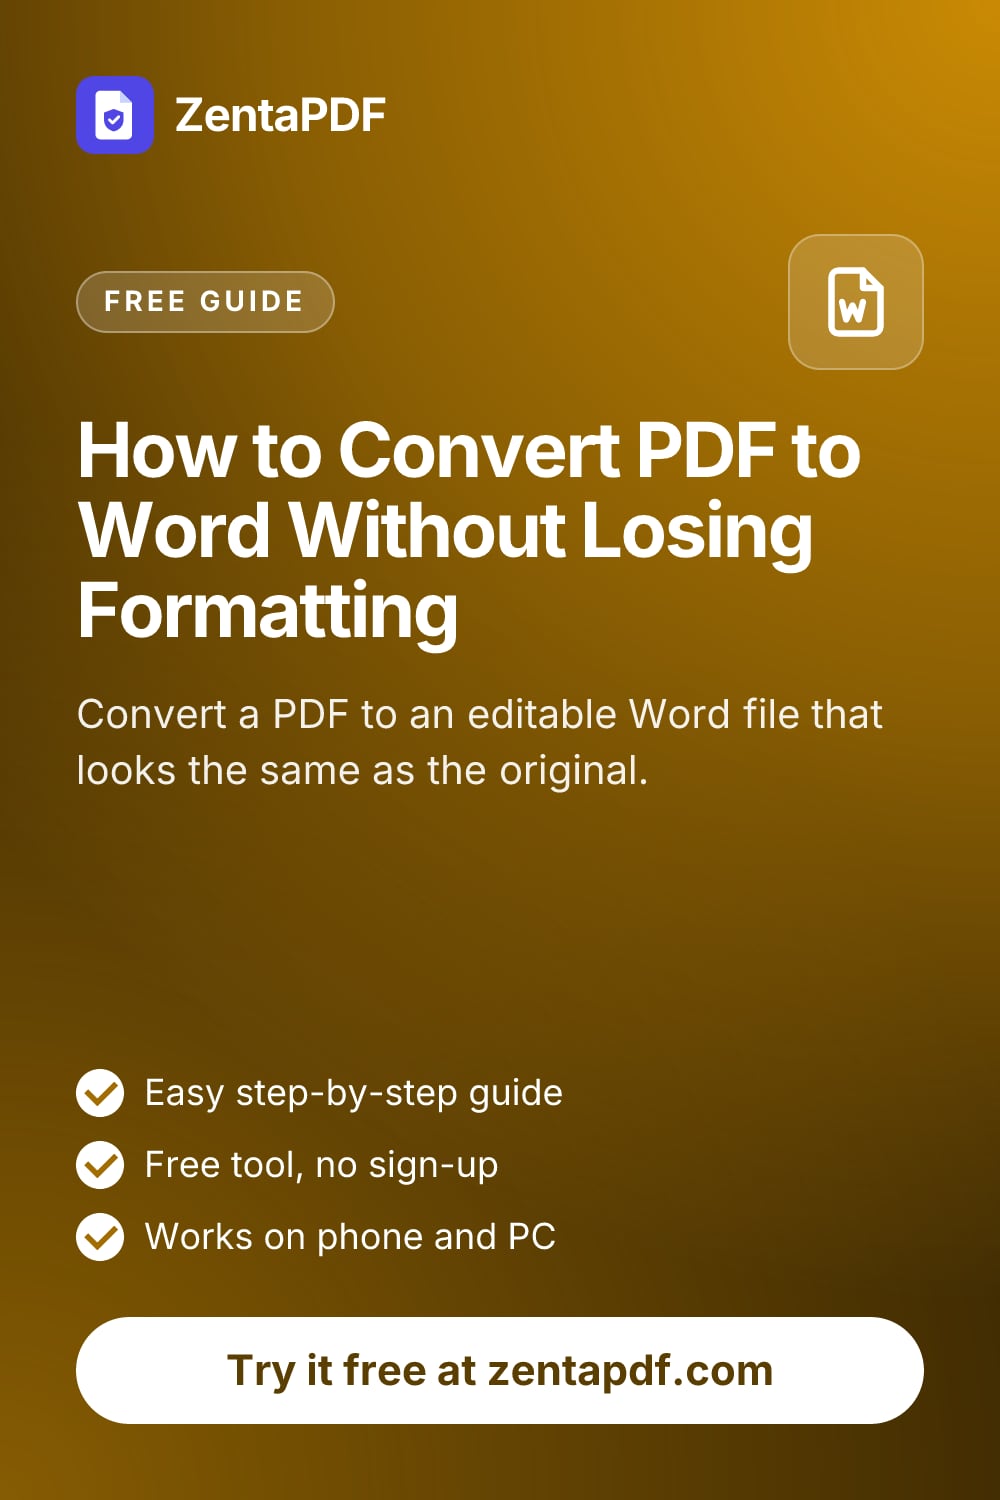 ZentaPDF
FREE GUIDE
W
How to Convert PDF to
Word Without Losing
Formatting
Convert a PDF to an editable Word file that
looks the same as the original.
Easy step-by-step guide
Free tool, no sign-up
Works on phone and PC
Try it free at zentapdf.com